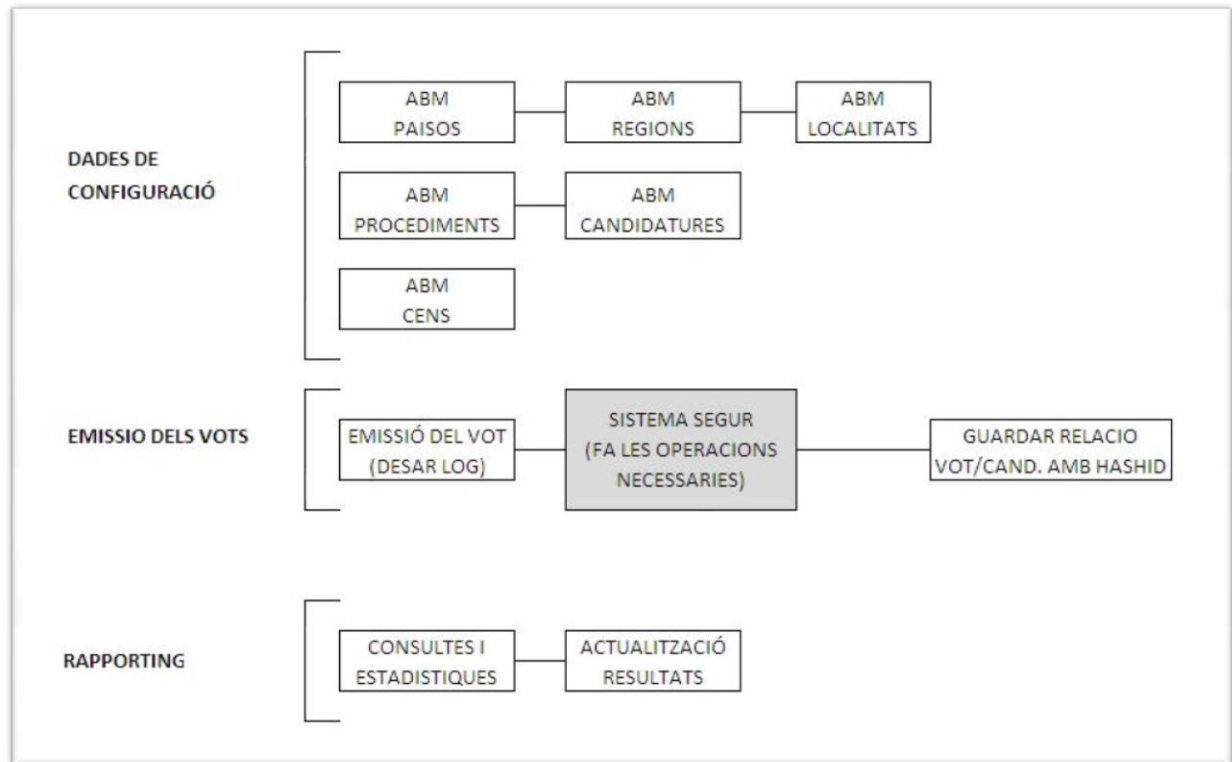 DADES DE
CONFIGURACIÓ
ABM
PAISOS
ABM
REGIONS
ABM
LOCALITATS
ABM
PROCEDIMENTS
ABM
CANDIDATURES
ABM
CENS
EMISSIO DELS VOTS
EMISSIÓ DEL VOT
(DESAR LOG)
SISTEMA SEGUR
(FA LES OPERACIONS
NECESSARIES)
GUARDAR RELACIO
VOT/CAND. AMB HASHID
RAPPORTING
CONSULTES I
ESTADISTIQUES
ACTUALITZACIÓ
RESULTATS